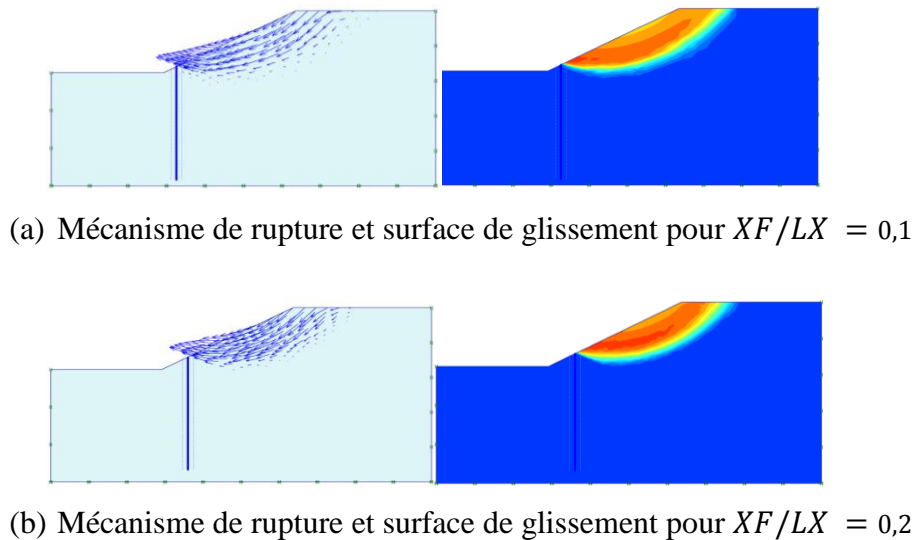 (a) Mécanisme de rupture et surface de glissement pour XF/LX = 0,1
(b) Mécanisme de rupture et surface de glissement pour XF/LX = 0,2